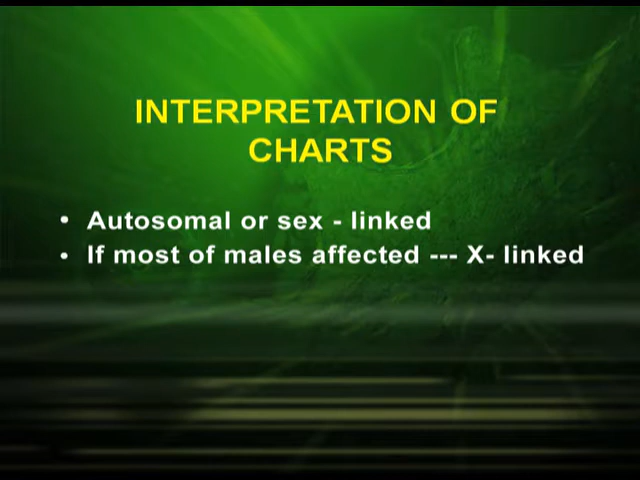 INTERPRETATION OF
CHARTS
• Autosomal or sex - linked
• If most of males affected --- X- linked